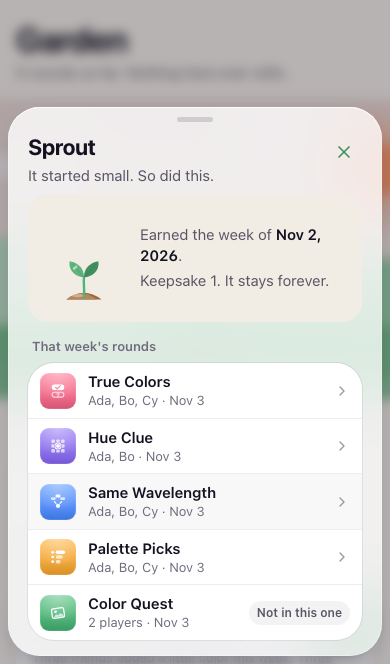 Garden
Sprout
It started small. So did this.
Earned the week of Nov 2,
2026.
Keepsake 1. It stays forever.
That week's rounds
True Colors
Ada, Bo, Cy · Nov 3
Hue Clue
Ada, Bo · Nov 3
Same Wavelength
Ada, Bo, Cy · Nov 3
Palette Picks
Ada, Bo, Cy · Nov 3
Color Quest
2 players · Nov 3
Not in this one